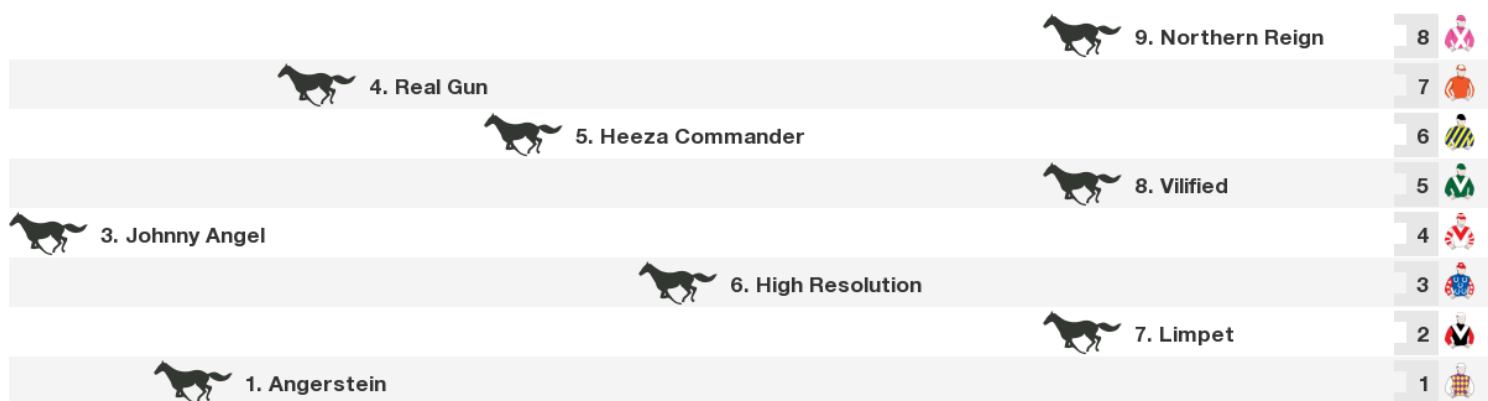 9. Northern Reign 8
4. Real Gun 7
5. Heeza Commander 6
8. Vilified 5
3. Johnny Angel 4
6. High Resolution 3
7. Limpet 2
1. Angerstein 1